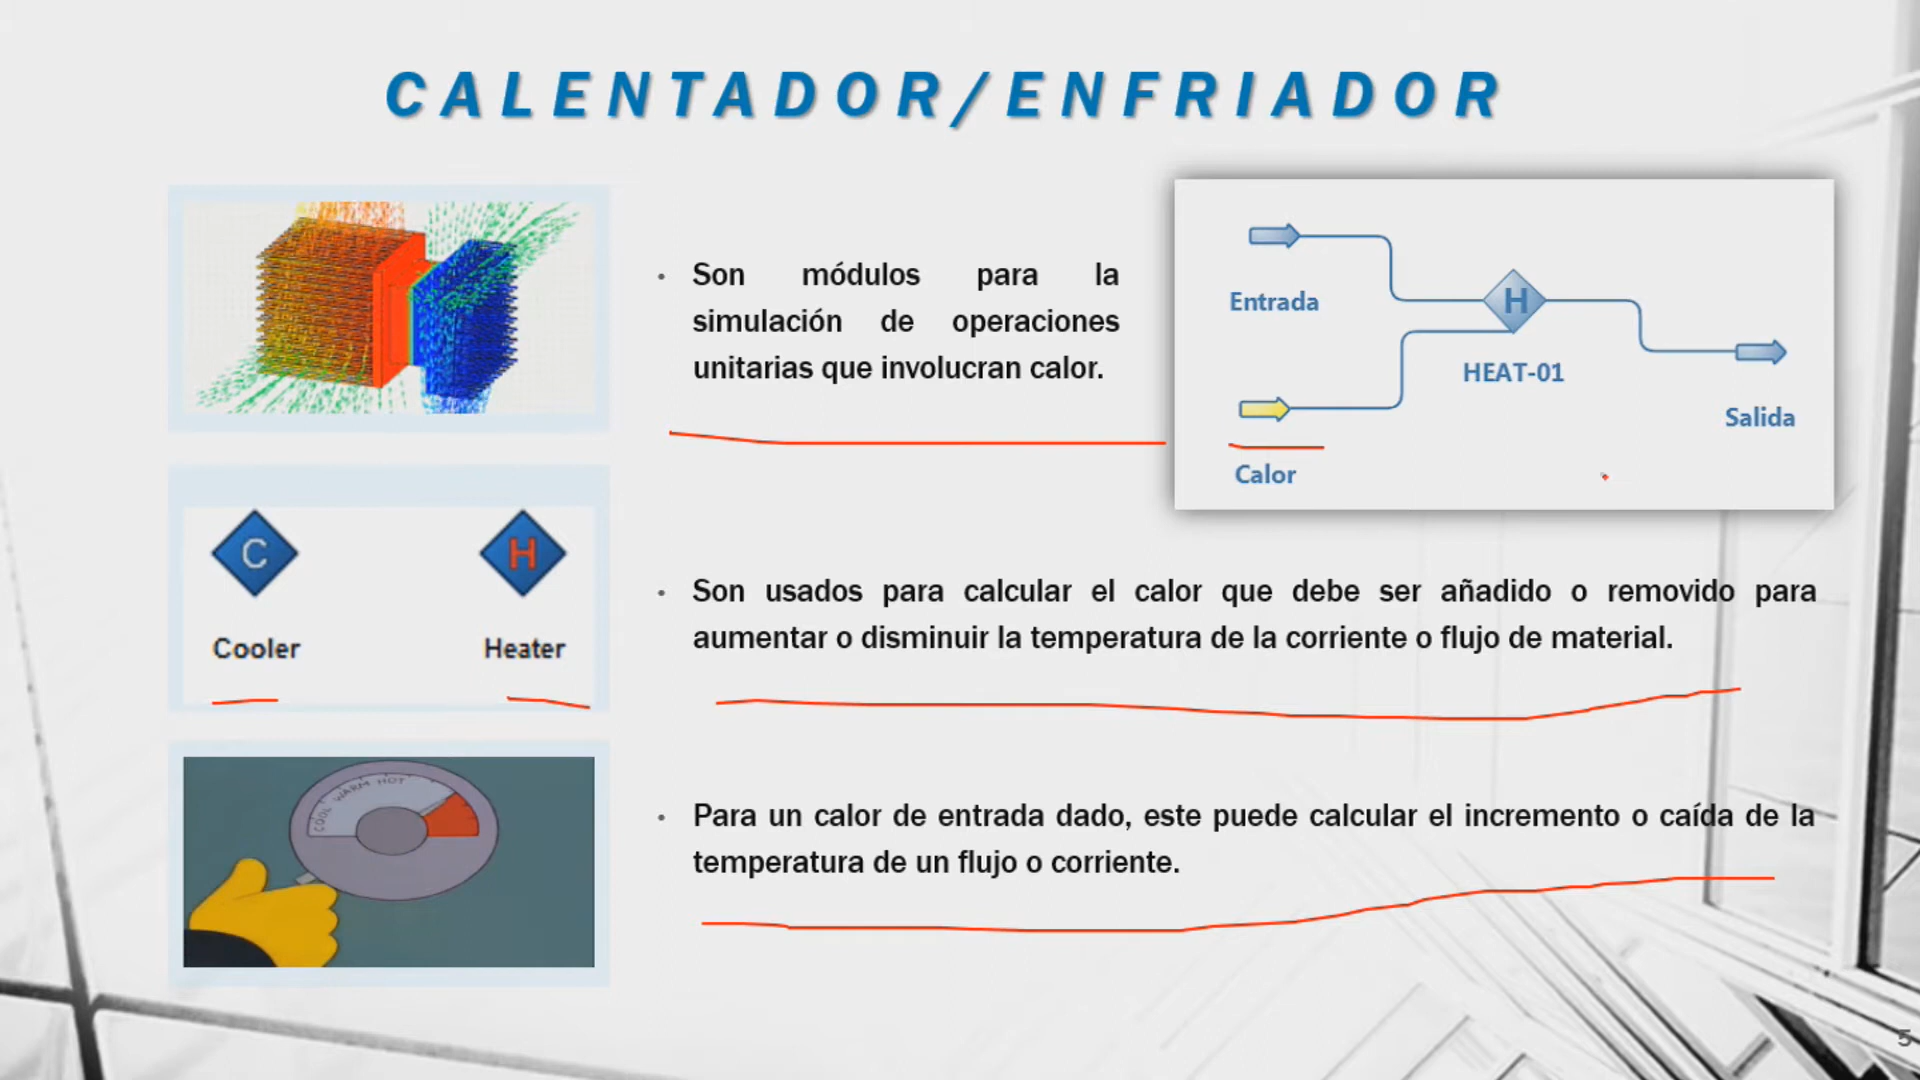 CALENTADOR/ENFRIADOR
• Son módulos para la
simulación de operaciones
unitarias que involucran calor.
Entrada
H
HEAT-01
Salida
Calor
C
H
Cooler
Heater
• Son usados para calcular el calor que debe ser añadido o removido para
aumentar o disminuir la temperatura de la corriente o flujo de material.
COOL WARM HOT
• Para un calor de entrada dado, este puede calcular el incremento o caída de la
temperatura de un flujo o corriente.
5